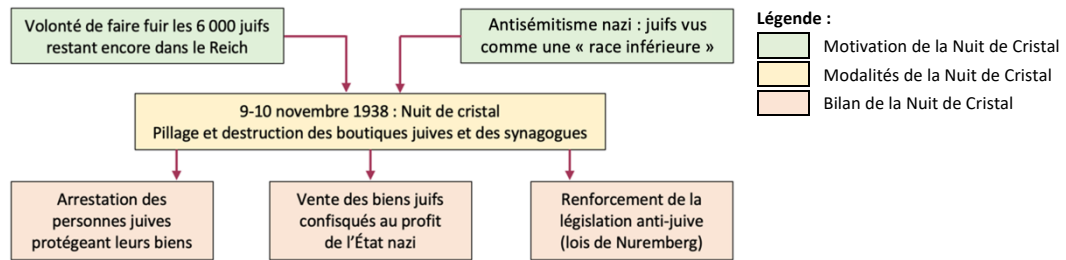 Volonté de faire fuir les 6 000 juifs
restant encore dans le Reich
Antisémitisme nazi : juifs vus
comme une « race inférieure »
9-10 novembre 1938 : Nuit de cristal
Pillage et destruction des boutiques juives et des synagogues
Arrestation des
personnes juives
protégeant leurs biens
Vente des biens juifs
confisqués au profit
de l’État nazi
Renforcement de la
législation anti-juive
(lois de Nuremberg)
Légende :
Motivation de la Nuit de Cristal
Modalités de la Nuit de Cristal
Bilan de la Nuit de Cristal